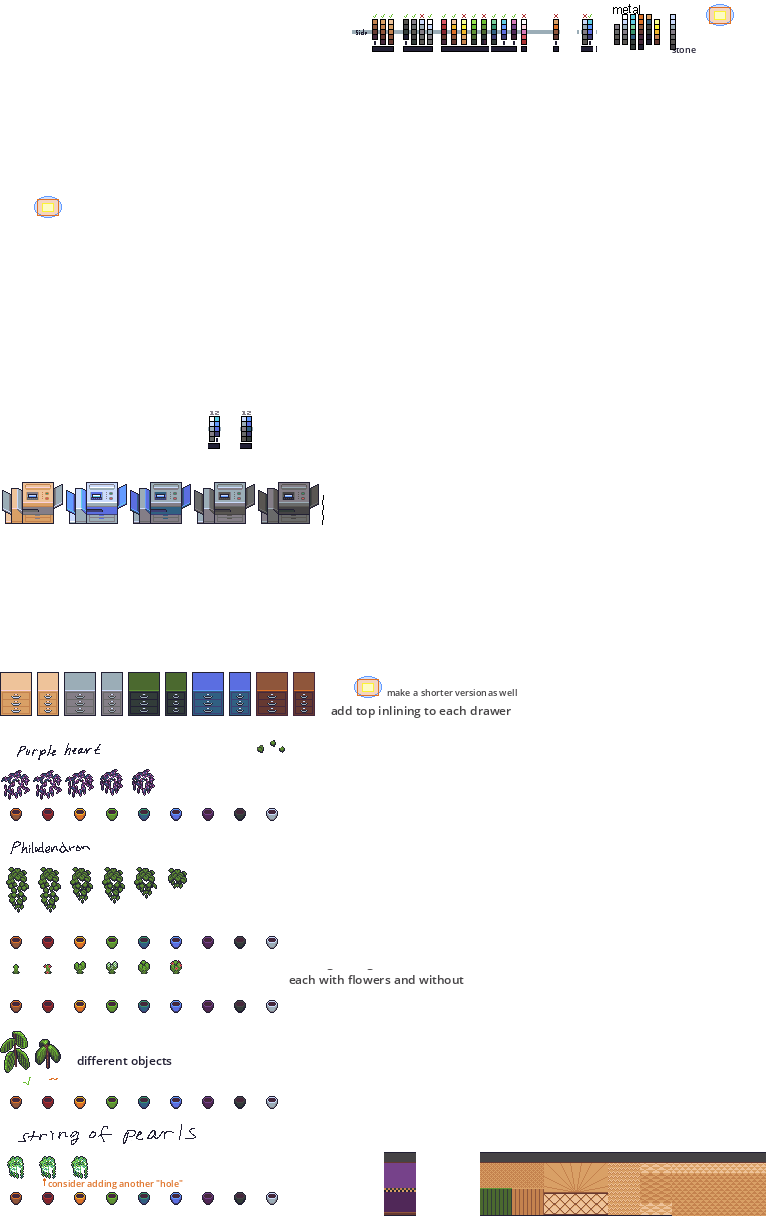 metal
Side
stone
make a shorter version as well
add top inlining to each drawer
Purple heart
Philodendron
each with flowers and without
different objects
string of pearls
consider adding another "hole"